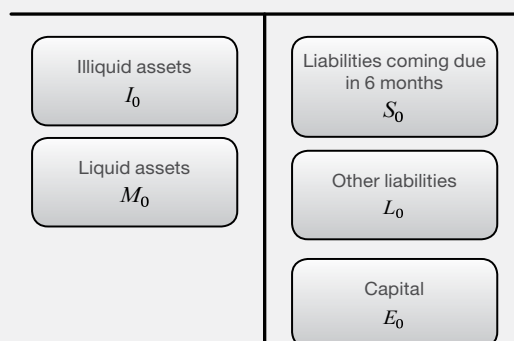 Illiquid assets
I₀
Liquid assets
M₀
Liabilities coming due
in 6 months
S₀
Other liabilities
L₀
Capital
E₀